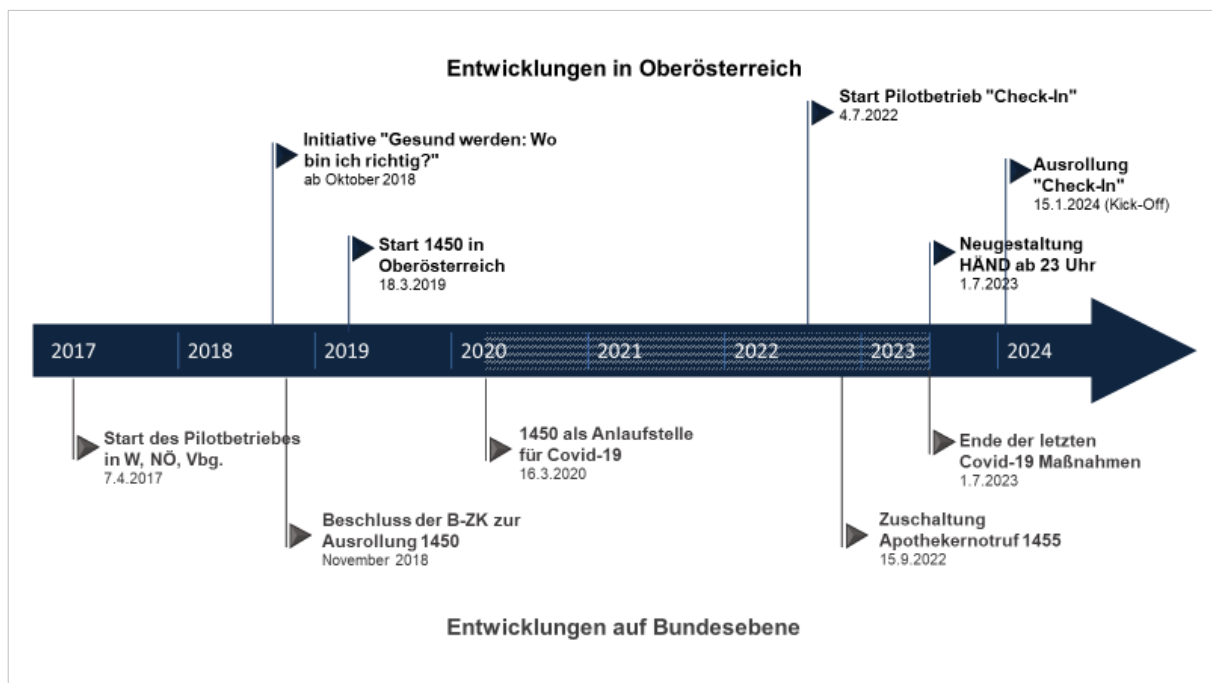 Entwicklungen in Oberösterreich
Start Pilotbetrieb "Check-In"
4.7.2022
Initiative "Gesund werden: Wo
bin ich richtig?"
ab Oktober 2018
Ausrollung
"Check-In"
15.1.2024 (Kick-Off)
Start 1450 in
Oberösterreich
18.3.2019
Neugestaltung
HÄND ab 23 Uhr
1.7.2023
2017 2018 2019 2020 2021 2022 2023 2024
Start des Pilotbetriebes
in W, NÖ, Vbg.
7.4.2017
1450 als Anlaufstelle
für Covid-19
16.3.2020
Ende der letzten
Covid-19 Maßnahmen
1.7.2023
Beschluss der B-ZK zur
Ausrollung 1450
November 2018
Zuschaltung
Apothekernotruf 1455
15.9.2022
Entwicklungen auf Bundesebene